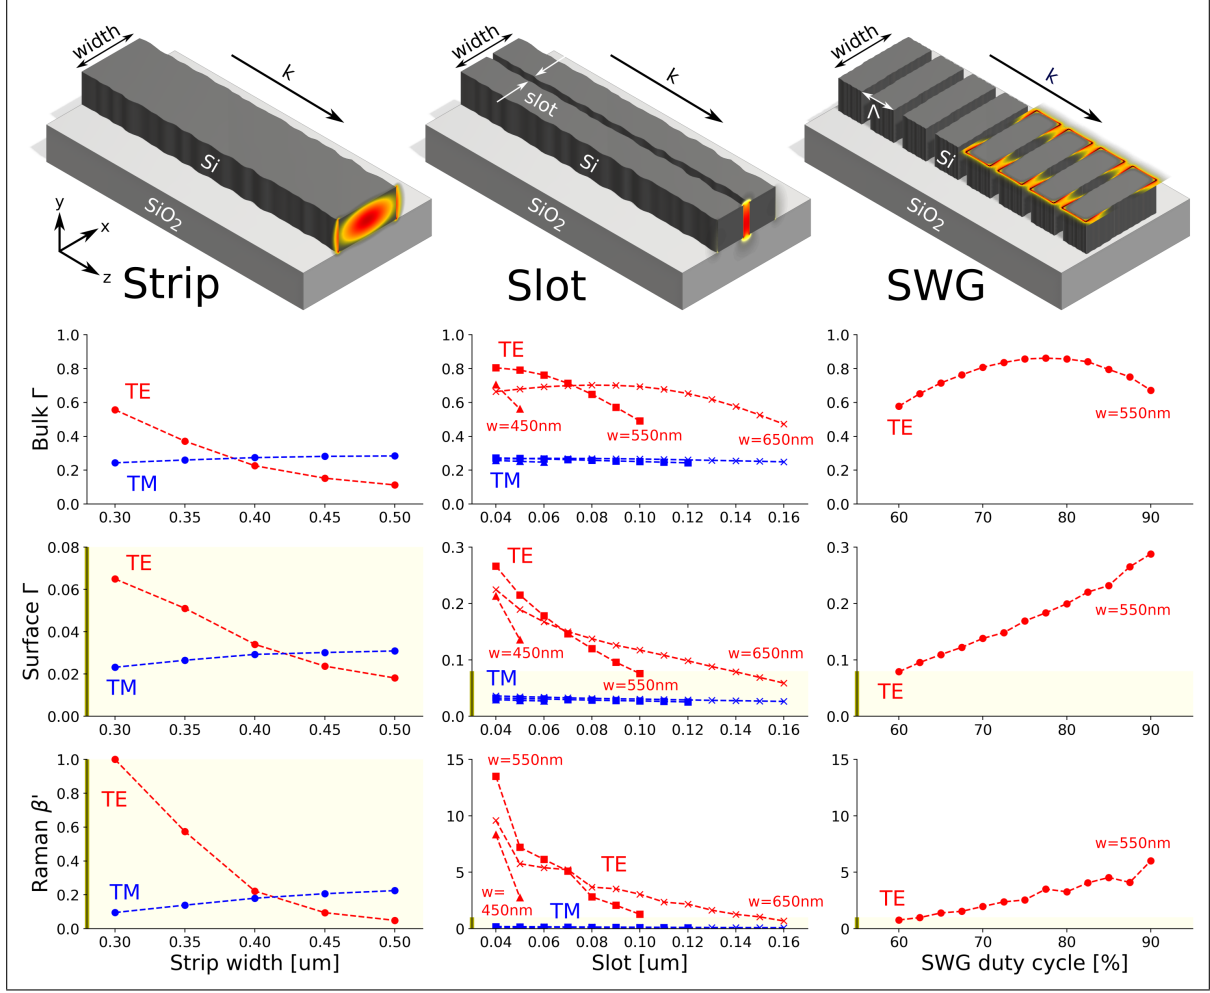 width
k
Si
SiO2
y
x
z
Strip
width
k
slot
Si
SiO2
Slot
width
k
Λ
Si
SiO2
SWG
Bulk Γ
1.0
0.8
0.6
0.4
0.2
0.0
TE
TM
0.30 0.35 0.40 0.45 0.50
1.0
0.8
0.6
0.4
0.2
0.0
TE
w=450nm
w=550nm
w=650nm
TM
0.04 0.06 0.08 0.10 0.12 0.14 0.16
1.0
0.8
0.6
0.4
0.2
0.0
TE
w=550nm
60 70 80 90
Surface Γ
0.08
0.06
0.04
0.02
0.00
TE
TM
0.30 0.35 0.40 0.45 0.50
0.3
0.2
0.1
0.0
TE
w=450nm
w=650nm
w=550nm
TM
0.04 0.06 0.08 0.10 0.12 0.14 0.16
0.3
0.2
0.1
0.0
w=550nm
TE
60 70 80 90
Raman β'
1.0
0.8
0.6
0.4
0.2
0.0
TE
TM
0.30 0.35 0.40 0.45 0.50
Strip width [um]
15
10
5
0
w=550nm
TE
w=
450nm
TM
w=650nm
0.04 0.06 0.08 0.10 0.12 0.14 0.16
Slot [um]
15
10
5
0
w=550nm
TE
60 70 80 90
SWG duty cycle [%]